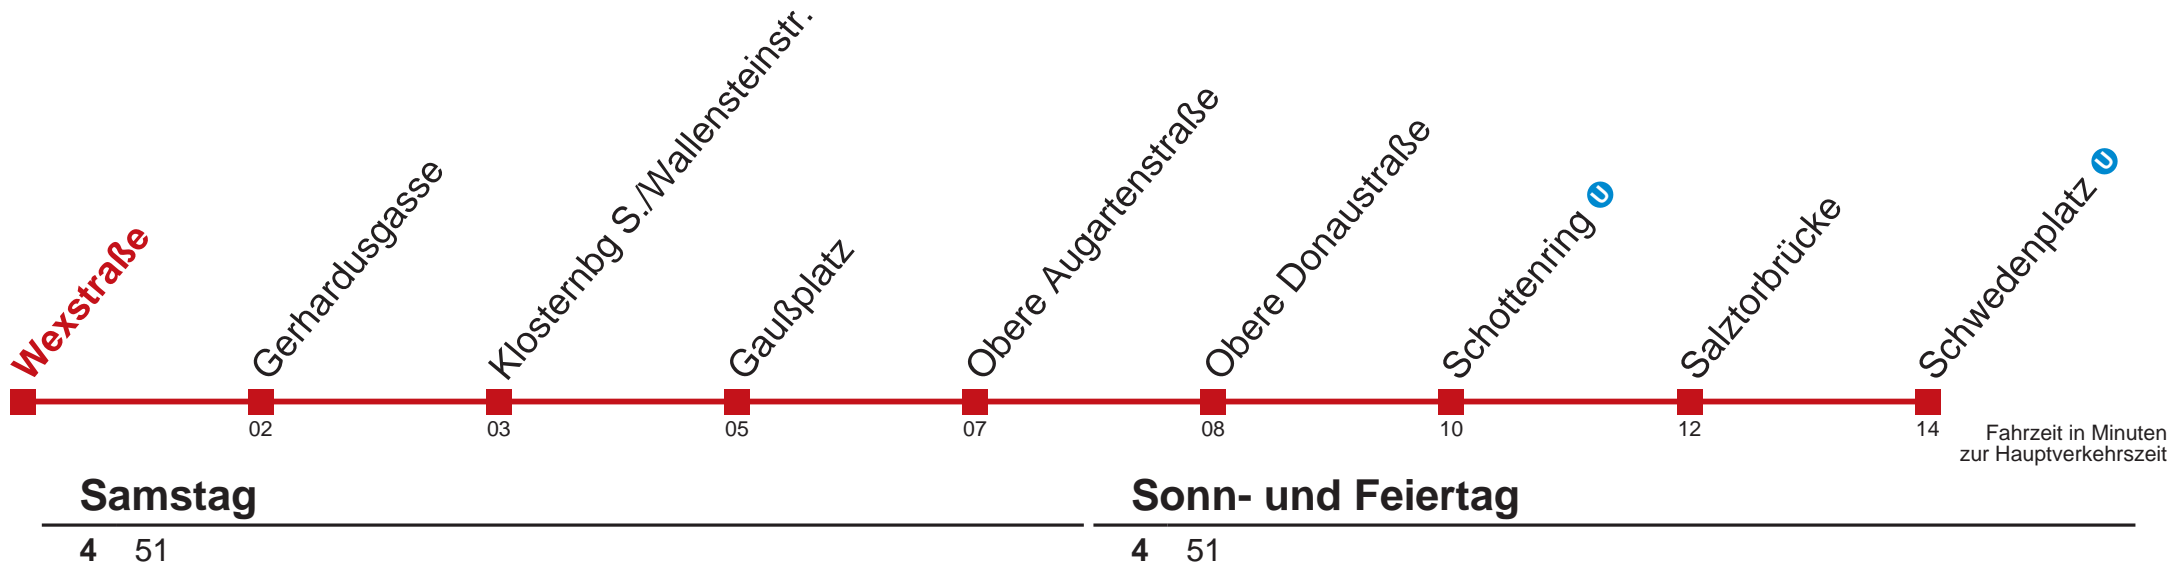 Wexstraße
Gerhardusgasse
Klosternbg S./Wallensteinstr.
Gaußplatz
Obere Augartenstraße
Obere Donaustraße
Schottenring U
Salztorbrücke
Schwedenplatz U
02 03 05 07 08 10 12 14
Fahrzeit in Minuten
zur Hauptverkehrszeit
Samstag
4 51
Sonn- und Feiertag
4 51